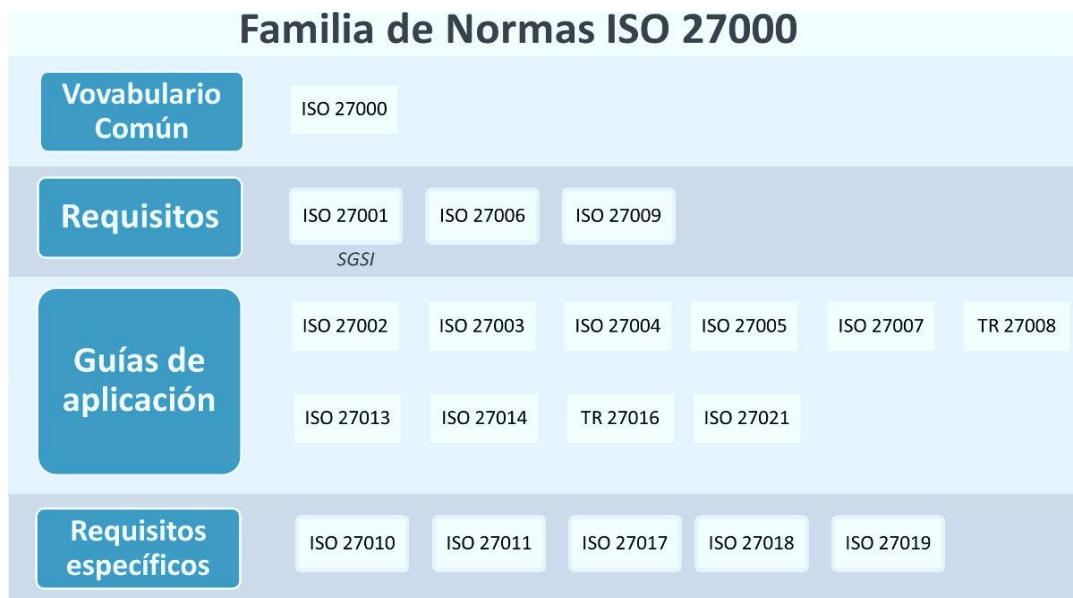 Familia de Normas ISO 27000
Vovabulario
Común
ISO 27000
Requisitos
ISO 27001
ISO 27006
ISO 27009
SGSI
Guías de
aplicación
ISO 27002
ISO 27003
ISO 27004
ISO 27005
ISO 27007
TR 27008
ISO 27013
ISO 27014
TR 27016
ISO 27021
Requisitos
específicos
ISO 27010
ISO 27011
ISO 27017
ISO 27018
ISO 27019